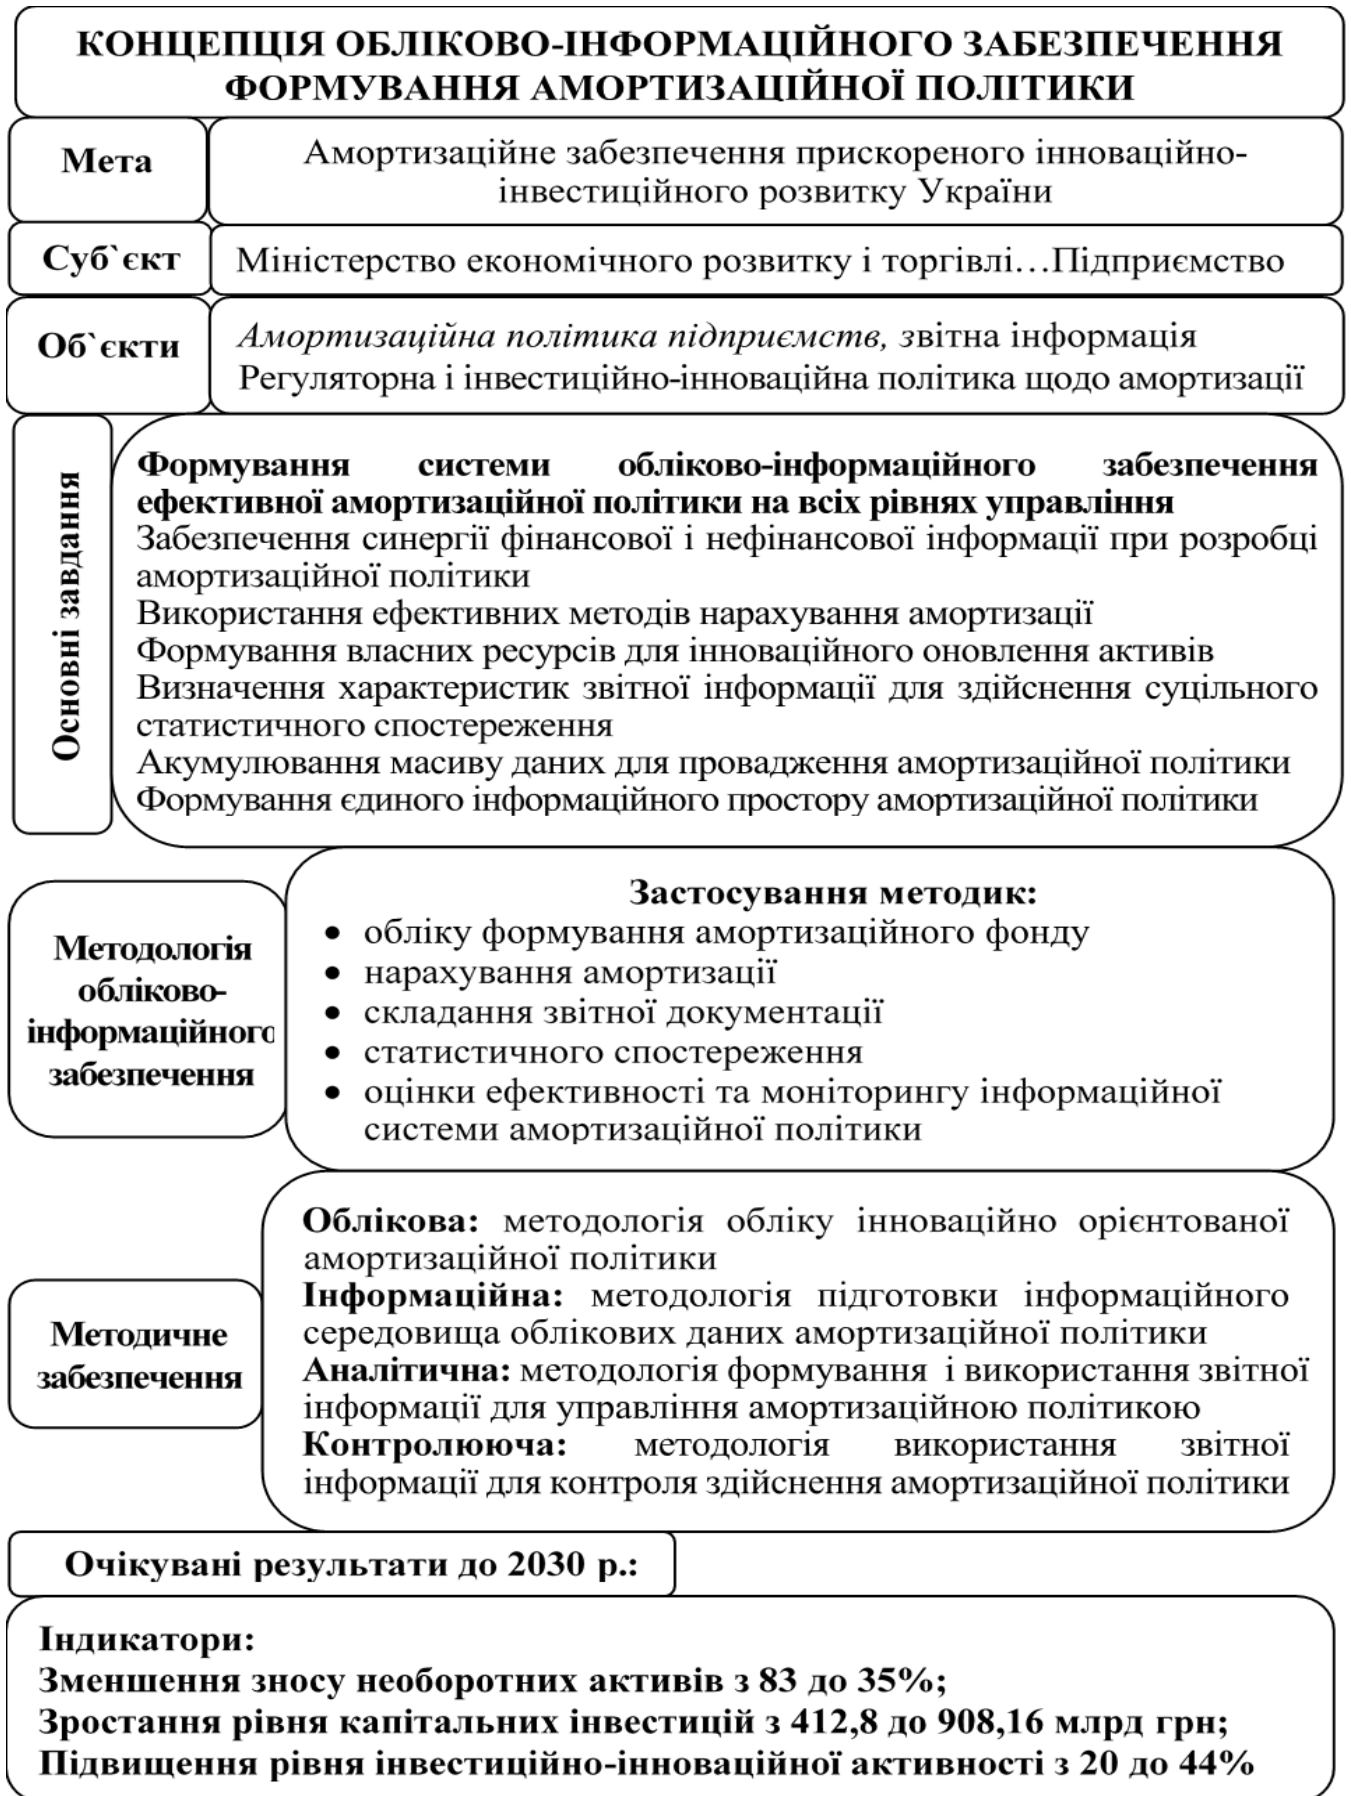 КОНЦЕПЦІЯ ОБЛІКОВО-ІНФОРМАЦІЙНОГО ЗАБЕЗПЕЧЕННЯ
ФОРМУВАННЯ АМОРТИЗАЦІЙНОЇ ПОЛІТИКИ
Мета
Амортизаційне забезпечення прискореного інноваційно-
інвестиційного розвитку України
Суб`єкт
Міністерство економічного розвитку і торгівлі…Підприємство
Об`єкти
Амортизаційна політика підприємств, звітна інформація
Регуляторна і інвестиційно-інноваційна політика щодо амортизації
Основні завдання
Формування системи обліково-інформаційного забезпечення
ефективної амортизаційної політики на всіх рівнях управління
Забезпечення синергії фінансової і нефінансової інформації при розробці
амортизаційної політики
Використання ефективних методів нарахування амортизації
Формування власних ресурсів для інноваційного оновлення активів
Визначення характеристик звітної інформації для здійснення суцільного
статистичного спостереження
Акумулювання масиву даних для провадження амортизаційної політики
Формування єдиного інформаційного простору амортизаційної політики
Методологія
обліково-
інформаційного
забезпечення
Застосування методик:
• обліку формування амортизаційного фонду
• нарахування амортизації
• складання звітної документації
• статистичного спостереження
• оцінки ефективності та моніторингу інформаційної
системи амортизаційної політики
Методичне
забезпечення
Облікова: методологія обліку інноваційно орієнтованої
амортизаційної політики
Інформаційна: методологія підготовки інформаційного
середовища облікових даних амортизаційної політики
Аналітична: методологія формування і використання звітної
інформації для управління амортизаційною політикою
Контролююча: методологія використання звітної
інформації для контроля здійснення амортизаційної політики
Очікувані результати до 2030 р.:
Індикатори:
Зменшення зносу необоротних активів з 83 до 35%;
Зростання рівня капітальних інвестицій з 412,8 до 908,16 млрд грн;
Підвищення рівня інвестиційно-інноваційної активності з 20 до 44%